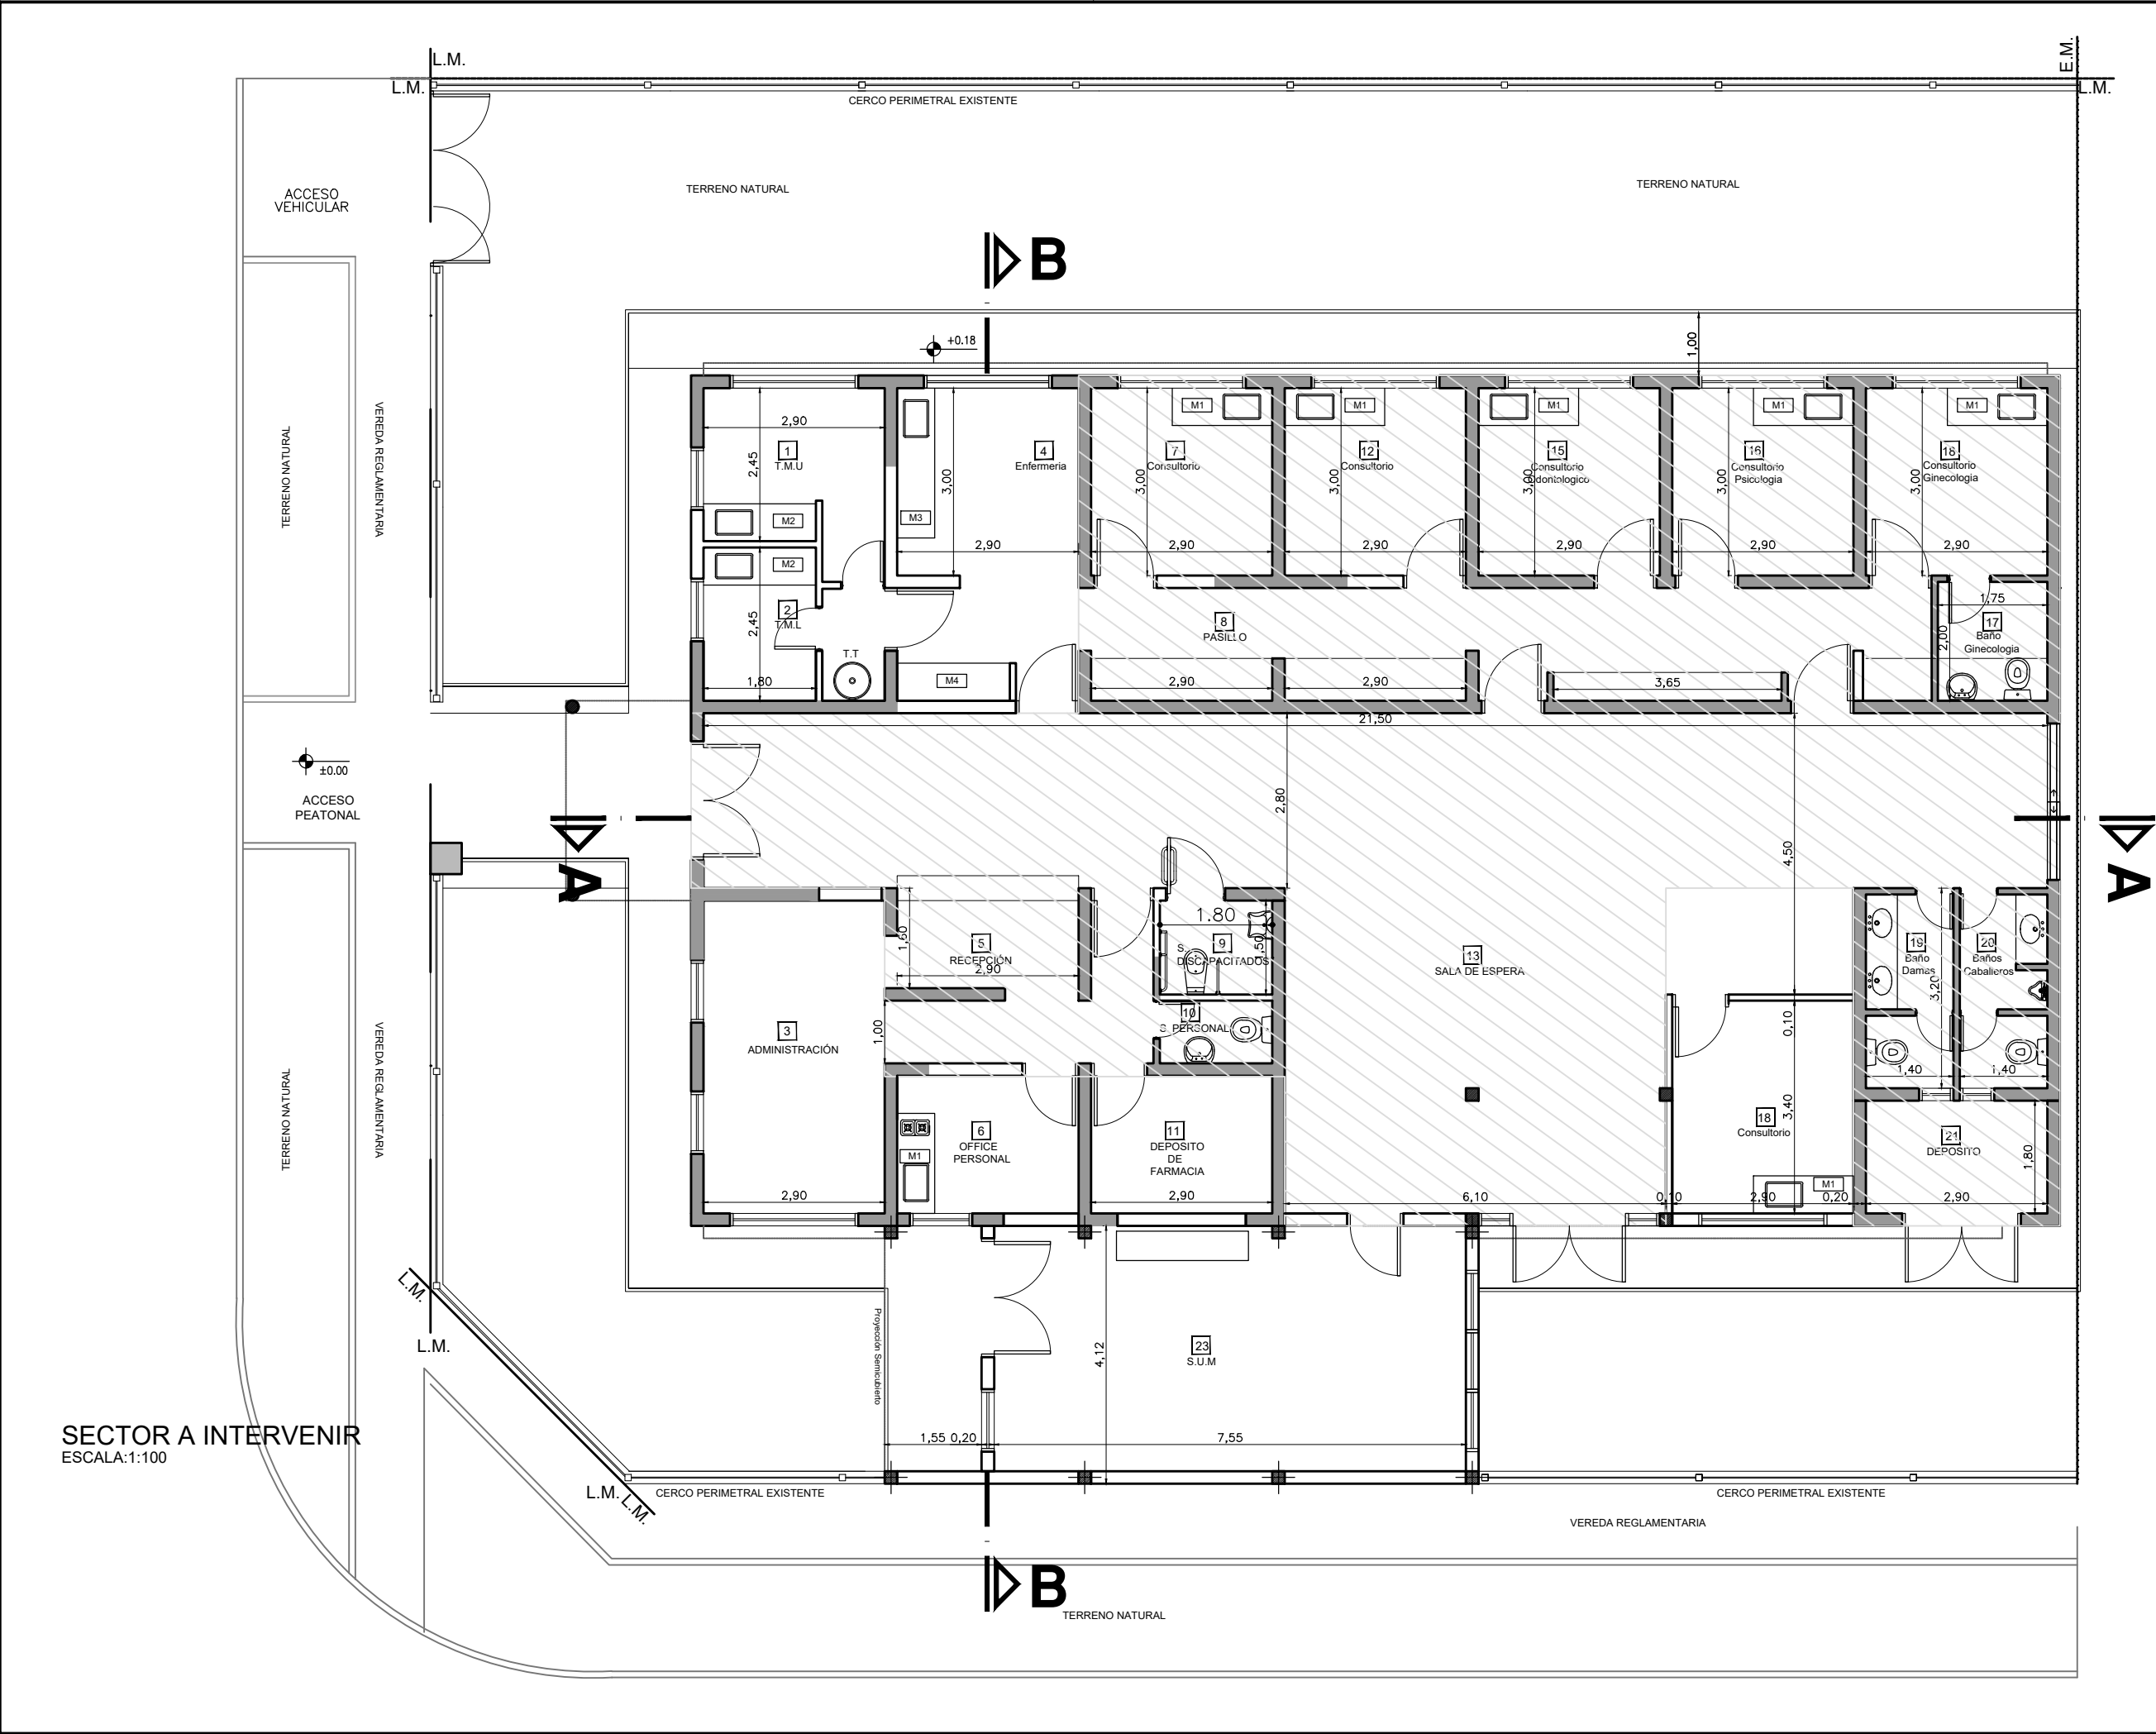 L.M.
L.M.
E.M.
L.M.
CERCO PERIMETRAL EXISTENTE
ACCESO
VEHICULAR
TERRENO NATURAL
TERRENO NATURAL
B
+0.18
1,00
TERRENO NATURAL
VEREDA REGLAMENTARIA
2,90
2,45
1
T.M.U
M2
M2
2
T.M.L
2,45
1,80
T.T
M3
3,00
4
Enfermeria
2,90
M4
M1
7
Consultorio
3,00
2,90
M1
12
Consultorio
3,00
2,90
M1
15
Consultorio
Odontologico
3,00
2,90
M1
16
Consultorio
Psicologia
3,00
2,90
M1
18
Consultorio
Ginecologia
3,00
2,90
8
PASILLO
2,90
2,90
3,65
1,75
17
Baño
Ginecologia
2,00
21,50
±0.00
ACCESO
PEATONAL
A
2,80
4,50
A
1,60
5
RECEPCIÓN
2,90
1.80
9
DISCAPACITADOS
10
S. PERSONAL
13
SALA DE ESPERA
19
Baño
Damas
20
Baños
Caballeros
3,20
1,40
1,40
3
ADMINISTRACIÓN
1,00
2,90
6
OFFICE
PERSONAL
M1
11
DEPOSITO
DE
FARMACIA
2,90
0,10
18
Consultorio
3,40
M1
21
DEPOSITO
1,80
6,10
0,10
2,90
0,20
2,90
TERRENO NATURAL
VEREDA REGLAMENTARIA
L.M.
L.M.
Proyección Semicubierto
4,12
23
S.U.M
1,55
0,20
7,55
SECTOR A INTERVENIR
ESCALA:1:100
L.M.
L.M.
CERCO PERIMETRAL EXISTENTE
CERCO PERIMETRAL EXISTENTE
VEREDA REGLAMENTARIA
B
TERRENO NATURAL